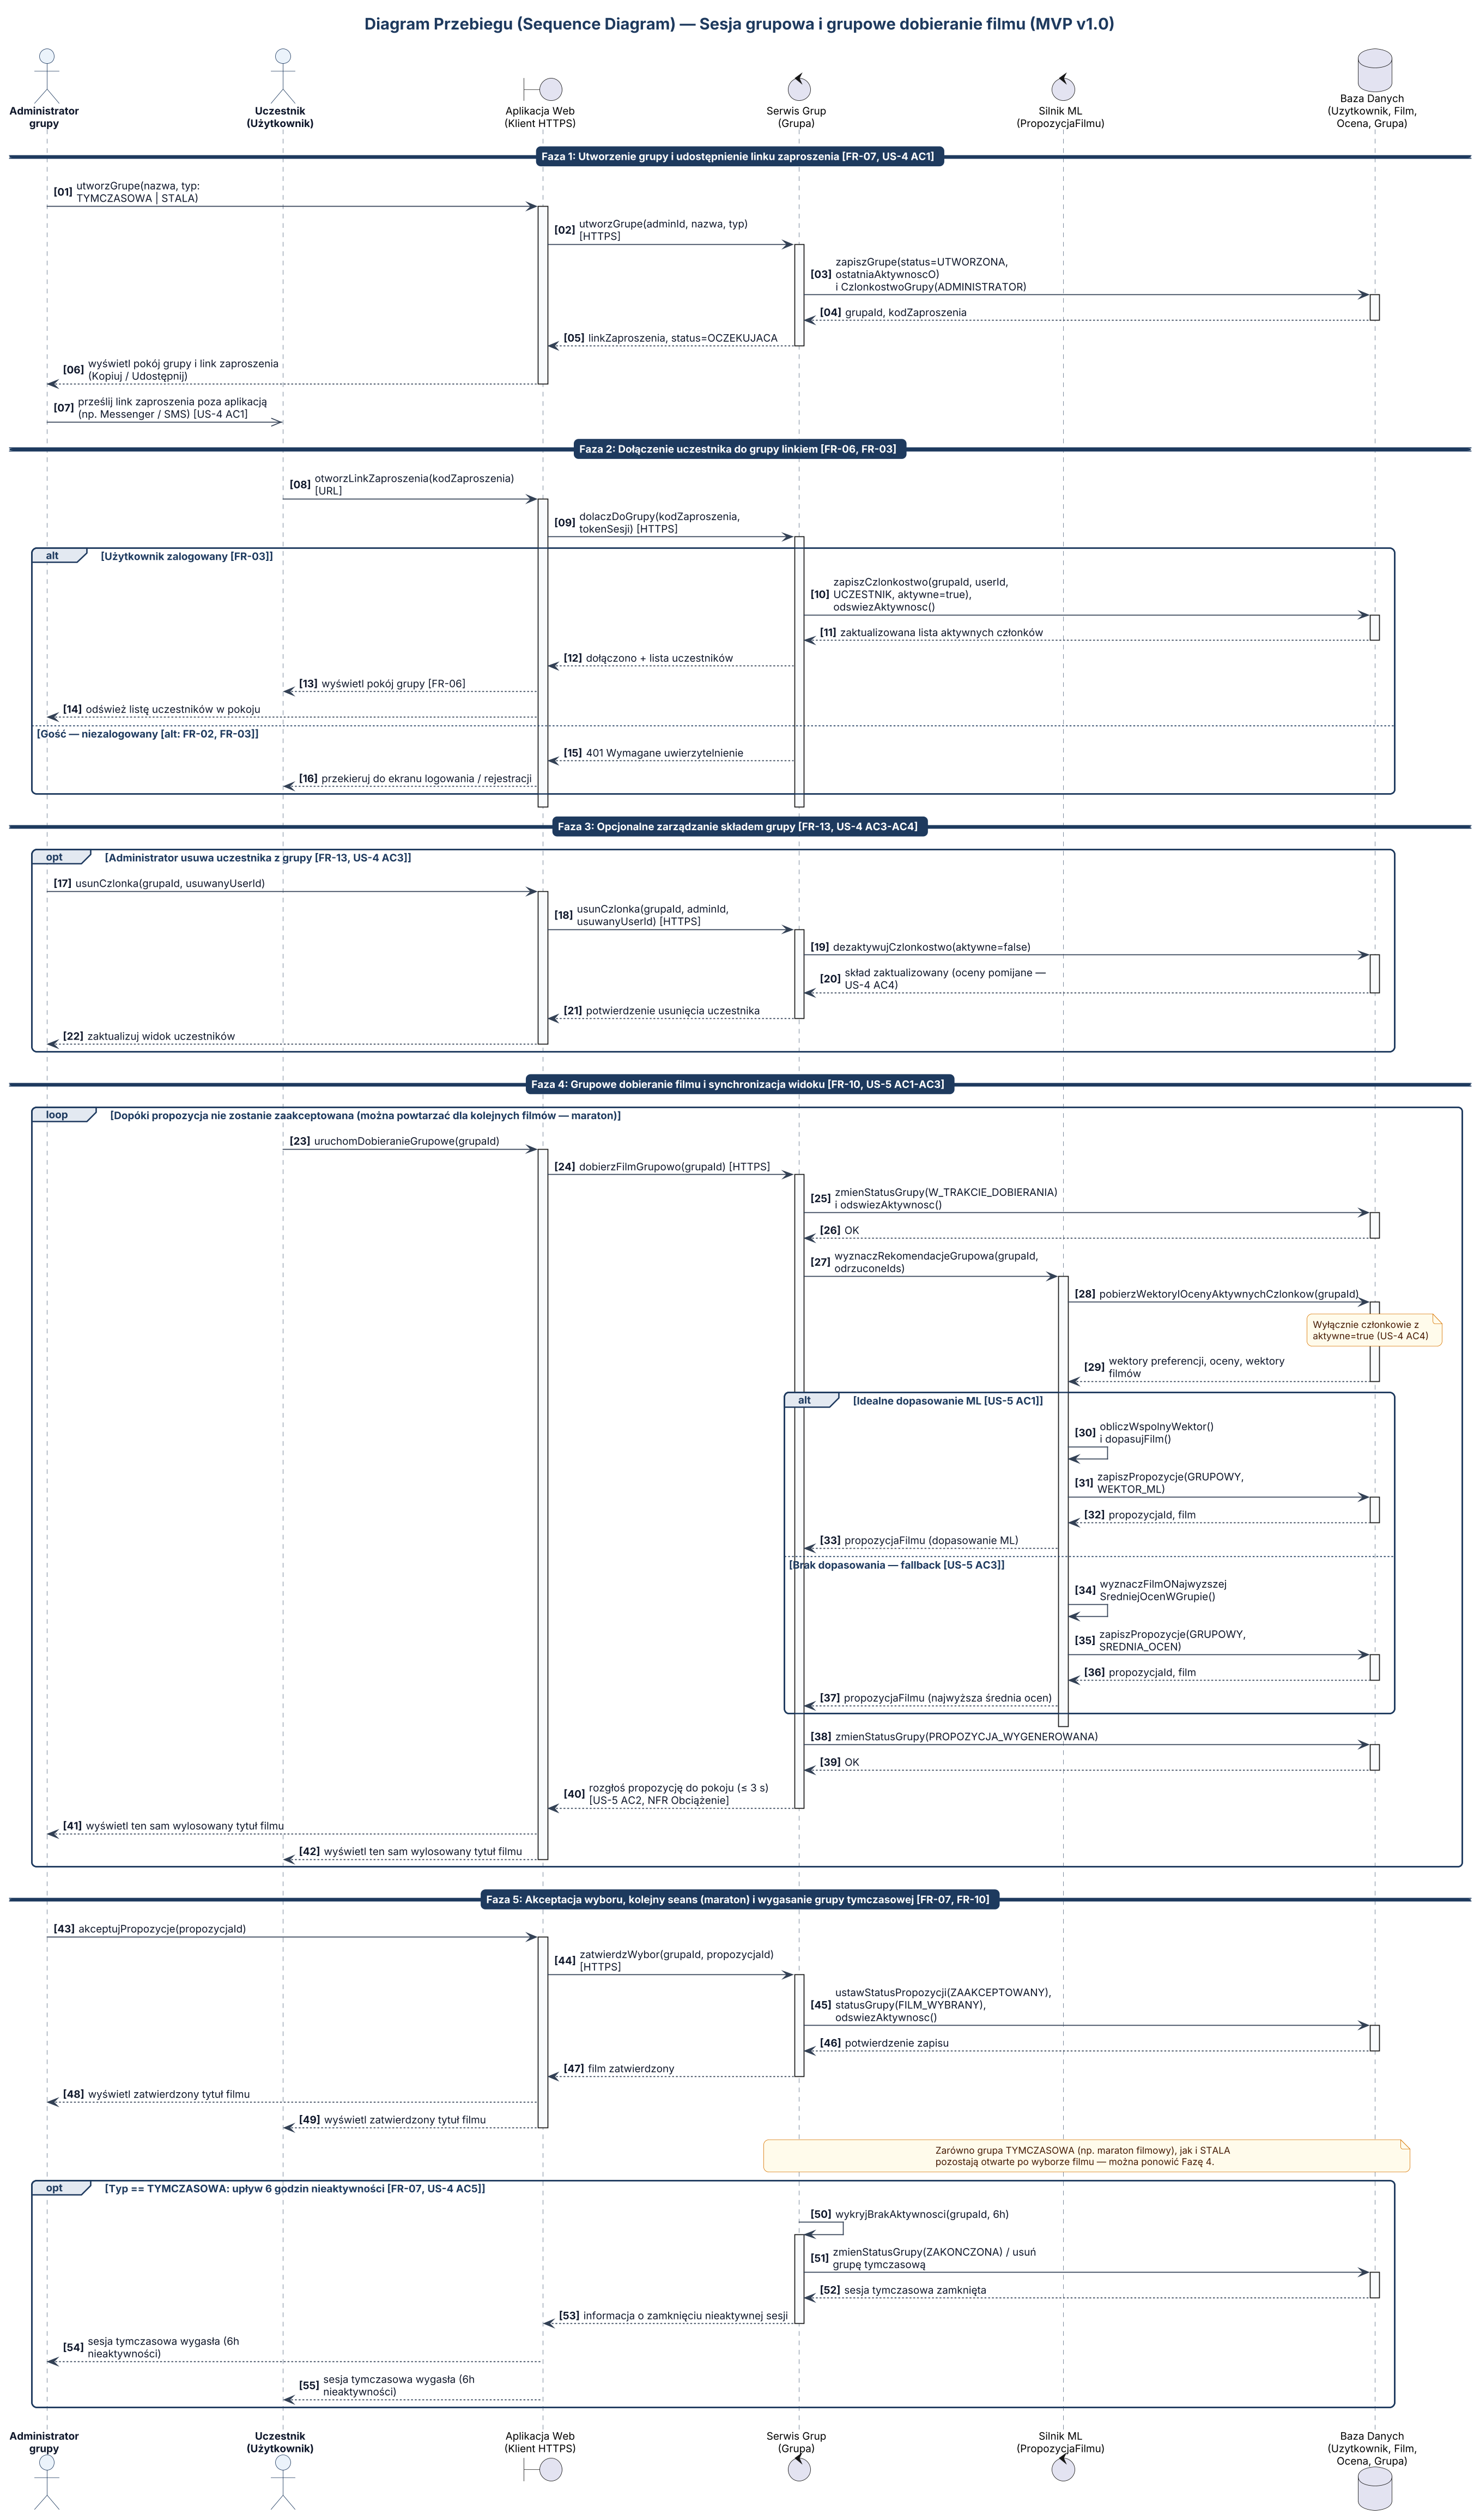 Diagram Przebiegu (Sequence Diagram) — Sesja grupowa i grupowe dobieranie filmu (MVP v1.0)
Administrator
grupy
Uczestnik
(Użytkownik)
Aplikacja Web
(Klient HTTPS)
Serwis Grup
(Grupa)
Silnik ML
(PropozycjaFilmu)
Baza Danych
(Uzytkownik, Film,
Ocena, Grupa)
Faza 1: Utworzenie grupy i udostępnienie linku zaproszenia [FR-07, US-4 AC1]
[01] utworzGrupe(nazwa, typ:
TYMCZASOWA | STALA)
[02] utworzGrupe(adminId, nazwa, typ)
[HTTPS]
[03] zapiszGrupe(status=UTWORZONA,
ostatniaAktywnoscO)
i CzlonkostwoGrupy(ADMINISTRATOR)
[04] grupaId, kodZaproszenia
[05] linkZaproszenia, status=OCZEKUJACA
[06] wyświetl pokój grupy i link zaproszenia
(Kopiuj / Udostępnij)
[07] prześlij link zaproszenia poza aplikacją
(np. Messenger / SMS) [US-4 AC1]
Faza 2: Dołączenie uczestnika do grupy linkiem [FR-06, FR-03]
[08] otworzLinkZaproszenia(kodZaproszenia)
[URL]
[09] dolaczDoGrupy(kodZaproszenia,
tokenSesji) [HTTPS]
alt [Użytkownik zalogowany [FR-03]]
[10] zapiszCzlonkostwo(grupaId, userId,
UCZESTNIK, aktywne=true),
odswiezAktywnosc()
[11] zaktualizowana lista aktywnych członków
[12] dołączono + lista uczestników
[13] wyświetl pokój grupy [FR-06]
[14] odśwież listę uczestników w pokoju
[Gość — niezalogowany [alt: FR-02, FR-03]]
[15] 401 Wymagane uwierzytelnienie
[16] przekieruj do ekranu logowania / rejestracji
Faza 3: Opcjonalne zarządzanie składem grupy [FR-13, US-4 AC3-AC4]
opt [Administrator usuwa uczestnika z grupy [FR-13, US-4 AC3]]
[17] usunCzlonka(grupaId, usuwanyUserId)
[18] usunCzlonka(grupaId, adminId,
usuwanyUserId) [HTTPS]
[19] dezaktywujCzlonkostwo(aktywne=false)
[20] skład zaktualizowany (oceny pomijane —
US-4 AC4)
[21] potwierdzenie usunięcia uczestnika
[22] zaktualizuj widok uczestników
Faza 4: Grupowe dobieranie filmu i synchronizacja widoku [FR-10, US-5 AC1-AC3]
loop [Dopóki propozycja nie zostanie zaakceptowana (można powtarzać dla kolejnych filmów — maraton)]
[23] uruchomDobieranieGrupowe(grupaId)
[24] dobierzFilmGrupowo(grupaId) [HTTPS]
[25] zmienStatusGrupy(W_TRAKCIE_DOBIERANIA)
i odswiezAktywnosc()
[26] OK
[27] wyznaczRekomendacjeGrupowa(grupaId,
odrzuconeIds)
[28] pobierzWektoryIOcenyAktywnychCzlonkow(grupaId)
Wyłącznie członkowie z
aktywne=true (US-4 AC4)
[29] wektory preferencji, oceny, wektory
filmów
alt [Idealne dopasowanie ML [US-5 AC1]]
[30] obliczWspolnyWektor()
i dopasujFilm()
[31] zapiszPropozycje(GRUPOWY,
WEKTOR_ML)
[32] propozycjaId, film
[33] propozycjaFilmu (dopasowanie ML)
[Brak dopasowania — fallback [US-5 AC3]]
[34] wyznaczFilmONajwyzszej
SredniejOcenWGrupie()
[35] zapiszPropozycje(GRUPOWY,
SREDNIA_OCEN)
[36] propozycjaId, film
[37] propozycjaFilmu (najwyższa średnia ocen)
[38] zmienStatusGrupy(PROPOZYCJA_WYGENEROWANA)
[39] OK
[40] rozgłoś propozycję do pokoju (≤ 3 s)
[US-5 AC2, NFR Obciążenie]
[41] wyświetl ten sam wylosowany tytuł filmu
[42] wyświetl ten sam wylosowany tytuł filmu
Faza 5: Akceptacja wyboru, kolejny seans (maraton) i wygasanie grupy tymczasowej [FR-07, FR-10]
[43] akceptujPropozycje(propozycjaId)
[44] zatwierdzWybor(grupaId, propozycjaId)
[HTTPS]
[45] ustawStatusPropozycji(ZAAKCEPTOWANY),
statusGrupy(FILM_WYBRANY),
odswiezAktywnosc()
[46] potwierdzenie zapisu
[47] film zatwierdzony
[48] wyświetl zatwierdzony tytuł filmu
[49] wyświetl zatwierdzony tytuł filmu
Zarówno grupa TYMCZASOWA (np. maraton filmowy), jak i STALA
pozostają otwarte po wyborze filmu — można ponowić Fazę 4.
opt [Typ == TYMCZASOWA: upływ 6 godzin nieaktywności [FR-07, US-4 AC5]]
[50] wykryjBrakAktywnosci(grupaId, 6h)
[51] zmienStatusGrupy(ZAKONCZONA) / usuń
grupę tymczasową
[52] sesja tymczasowa zamknięta
[53] informacja o zamknięciu nieaktywnej sesji
[54] sesja tymczasowa wygasła (6h
nieaktywności)
[55] sesja tymczasowa wygasła (6h
nieaktywności)
Administrator
grupy
Uczestnik
(Użytkownik)
Aplikacja Web
(Klient HTTPS)
Serwis Grup
(Grupa)
Silnik ML
(PropozycjaFilmu)
Baza Danych
(Uzytkownik, Film,
Ocena, Grupa)